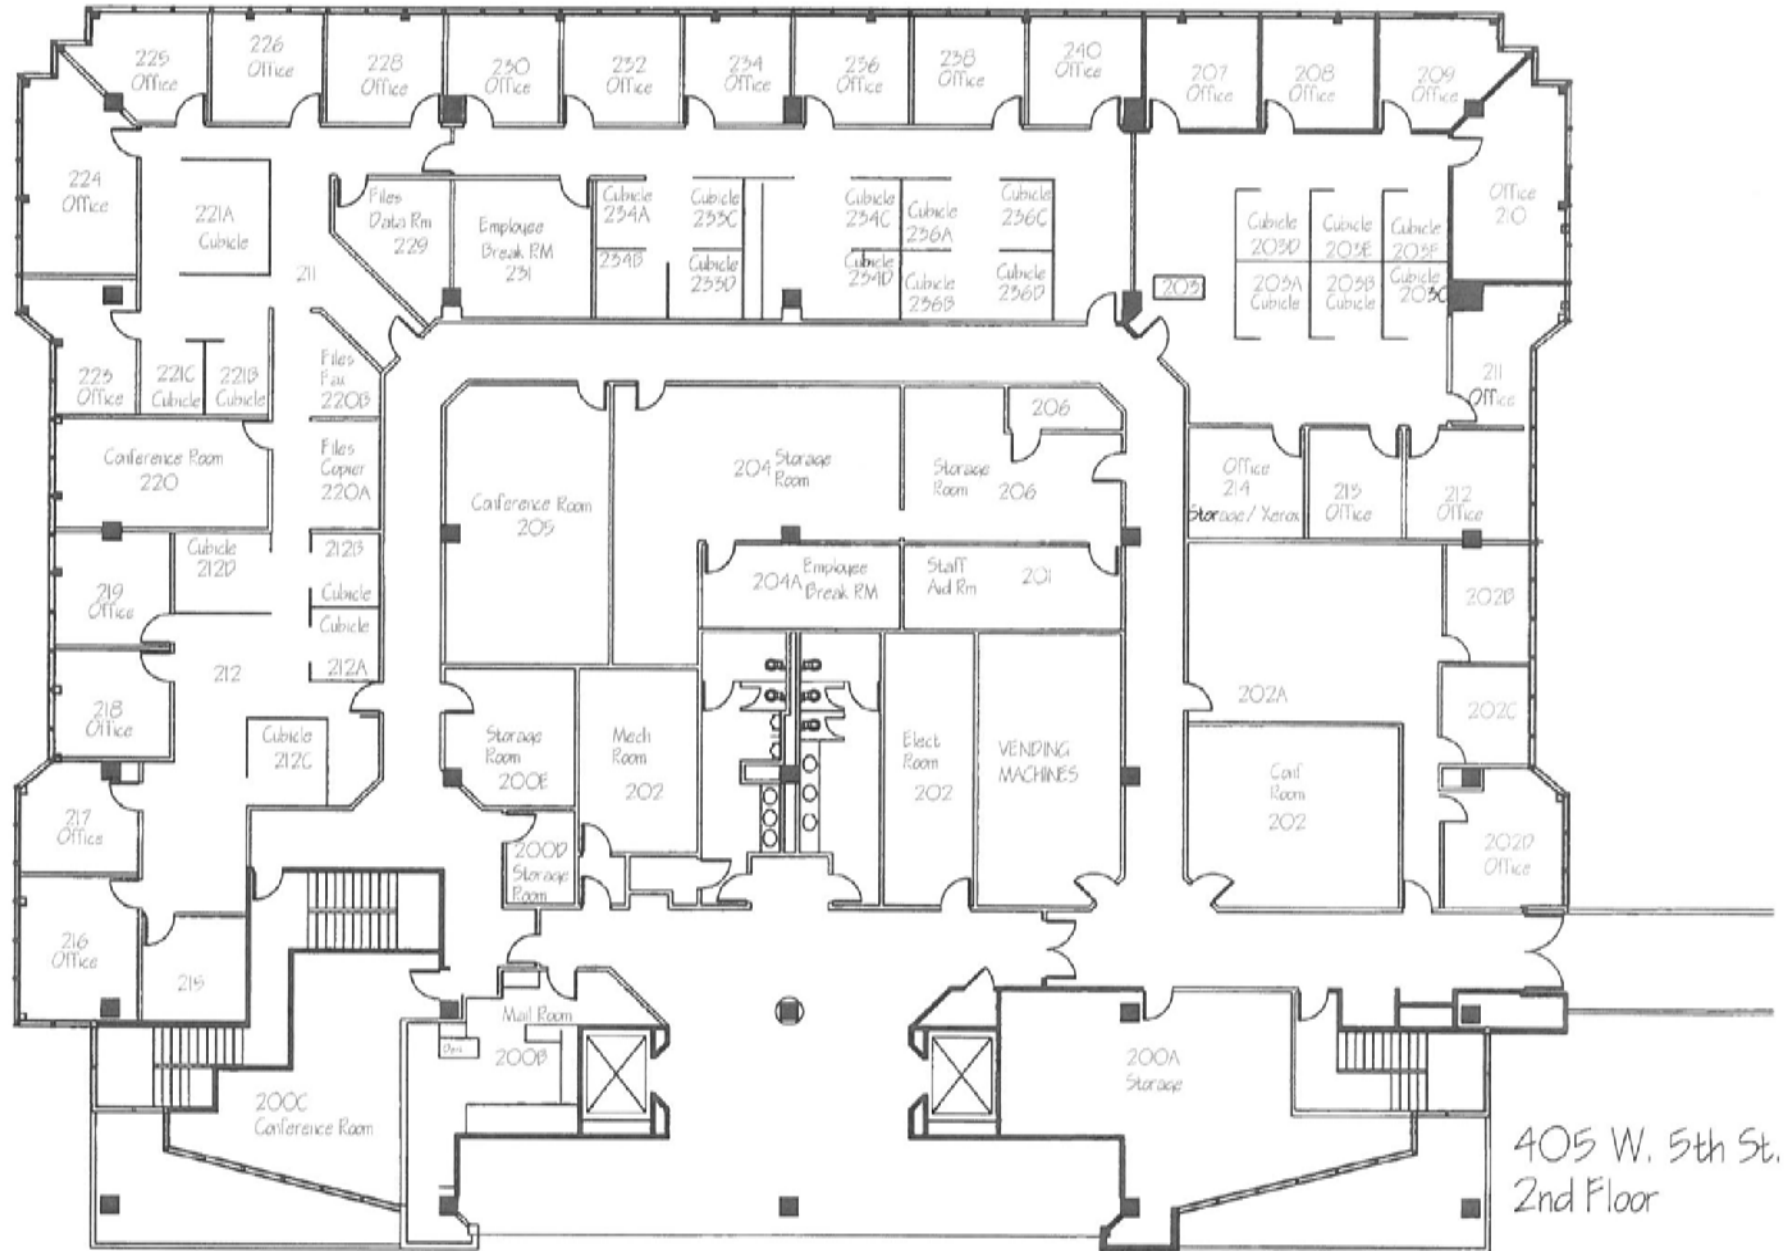 225
Office
226
Office
228
Office
230
Office
232
Office
234
Office
236
Office
238
Office
240
Office
207
Office
208
Office
209
Office
224
Office
221A
Cubicle
211
Files
Data Rm
229
Employee
Break RM
231
Cubicle
234A
234B
Cubicle
233C
Cubicle
233D
Cubicle
234C
Cubicle
234D
Cubicle
236A
Cubicle
236B
Cubicle
236C
Cubicle
236D
203
Cubicle
203D
Cubicle
203E
Cubicle
203F
203A
Cubicle
203B
Cubicle
Cubicle
203C
Office
210
211
Office
223
Office
221C
Cubicle
221B
Cubicle
Files
Fax
220B
Conference Room
220
Files
Copier
220A
Conference Room
205
204 Storage
Room
Storage
Room 206
206
Office
214
Storage / Xerox
213
Office
212
Office
219
Office
Cubicle
212D
212B
Cubicle
Cubicle
212A
204A Employee
Break RM
Staff
Aid Rm
201
202B
218
Office
212
Cubicle
212C
Storage
Room
200E
Mech
Room
202
Elect
Room
202
VENDING
MACHINES
202A
202C
Conf
Room
202
202D
Office
217
Office
200D
Storage
Room
216
Office
215
Mail Room
200B
200C
Conference Room
200A
Storage
405 W. 5th St.
2nd Floor